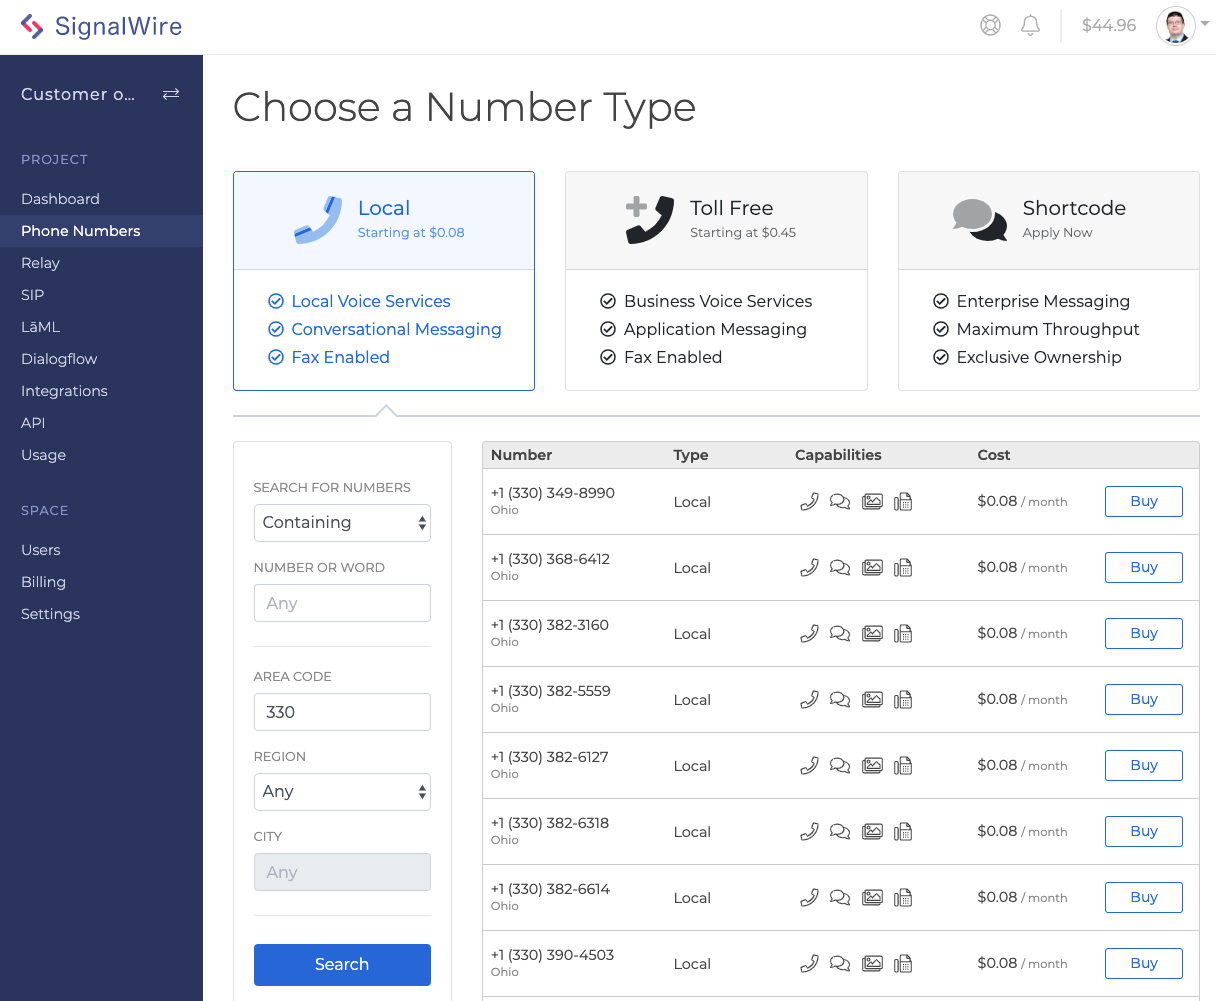 SignalWire
$44.96
Customer o...
PROJECT
Dashboard
Phone Numbers
Relay
SIP
LāML
Dialogflow
Integrations
API
Usage
SPACE
Users
Billing
Settings
Choose a Number Type
Local
Starting at $0.08
Local Voice Services
Conversational Messaging
Fax Enabled
Toll Free
Starting at $0.45
Business Voice Services
Application Messaging
Fax Enabled
Shortcode
Apply Now
Enterprise Messaging
Maximum Throughput
Exclusive Ownership
SEARCH FOR NUMBERS
Containing
NUMBER OR WORD
Any
AREA CODE
330
REGION
Any
CITY
Any
Search
Number Type Capabilities Cost
+1 (330) 349-8990 Local $0.08 / month Buy
Ohio
+1 (330) 368-6412 Local $0.08 / month Buy
Ohio
+1 (330) 382-3160 Local $0.08 / month Buy
Ohio
+1 (330) 382-5559 Local $0.08 / month Buy
Ohio
+1 (330) 382-6127 Local $0.08 / month Buy
Ohio
+1 (330) 382-6318 Local $0.08 / month Buy
Ohio
+1 (330) 382-6614 Local $0.08 / month Buy
Ohio
+1 (330) 390-4503 Local $0.08 / month Buy
Ohio